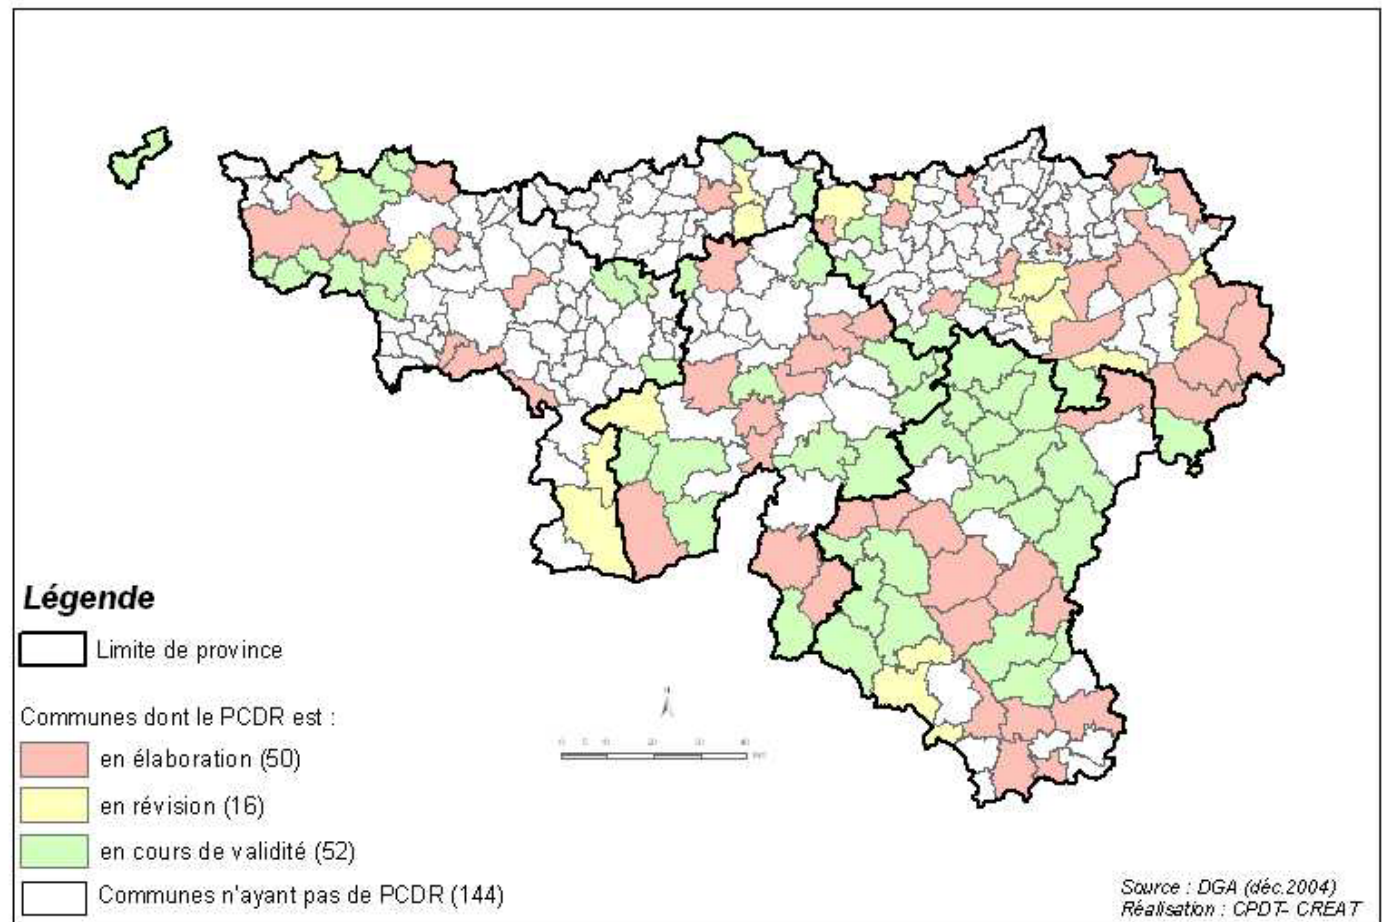 Légende
Limite de province
Communes dont le PCDR est :
en élaboration (50)
en révision (16)
en cours de validité (52)
Communes n'ayant pas de PCDR (144)
Source : DGA (déc.2004)
Réalisation : CPDT- CREAT